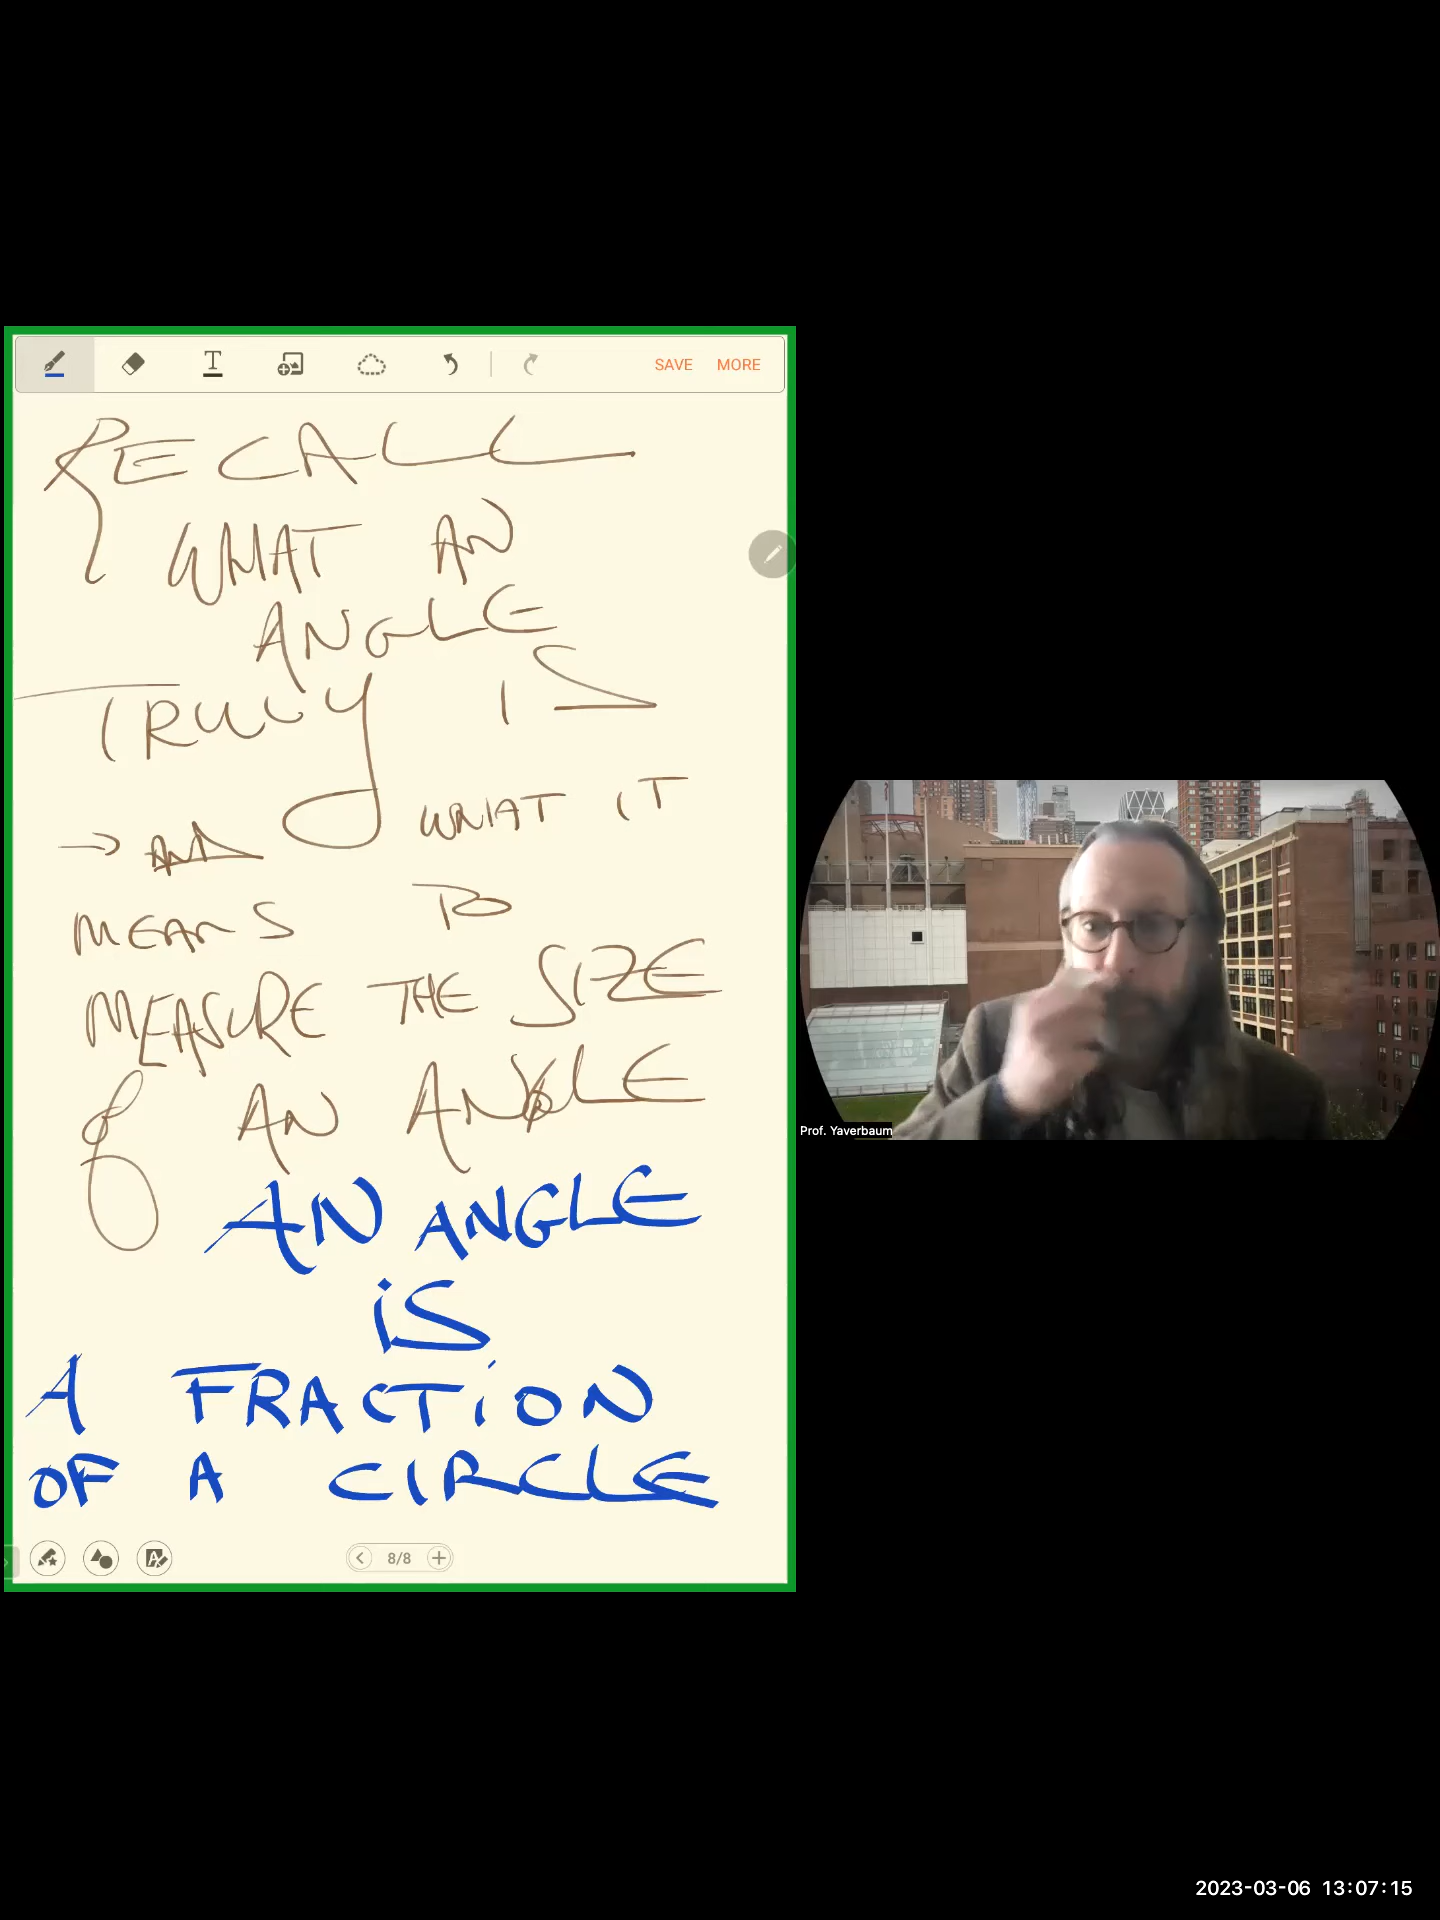 T
SAVE MORE
RECALL
WHAT AN
ANGLE
TRULY IS
→ AND WHAT IT
MEANS TO
MEASURE THE SIZE
OF AN ANGLE
AN ANGLE
iS
A FRACTiON
OF A CIRCLE
A
8/8
Prof. Yaverbaum
2023-03-06 13:07:15